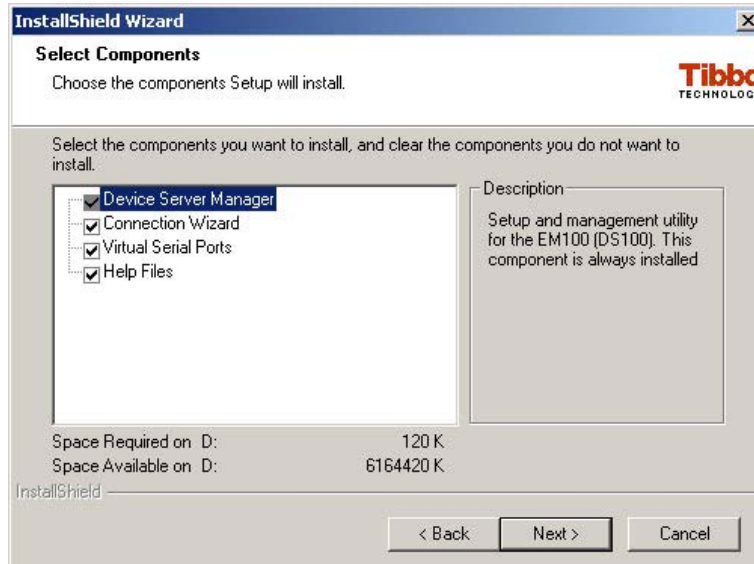 InstallShield Wizard
Select Components
Choose the components Setup will install.
Tibbo
TECHNOLOG
Select the components you want to install, and clear the components you do not want to
install.
Device Server Manager
Connection Wizard
Virtual Serial Ports
Help Files
Description
Setup and management utility
for the EM100 (DS100). This
component is always installed
Space Required on D: 120 K
Space Available on D: 6164420 K
InstallShield
< Back Next > Cancel